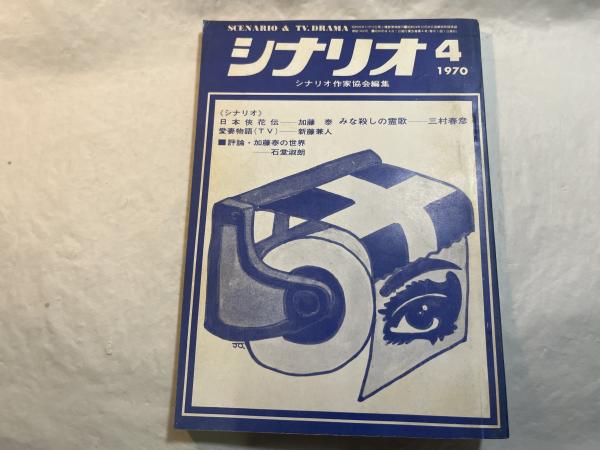 SCENARIO & TV. DRAMA
シナリオ 4
1970
シナリオ作家協会編集
〈シナリオ〉
日本侠花伝──加藤 泰 みな殺しの霊歌──三村春彦
愛妻物語(TV)──新藤兼人
■評論・加藤泰の世界
──石堂淑朗